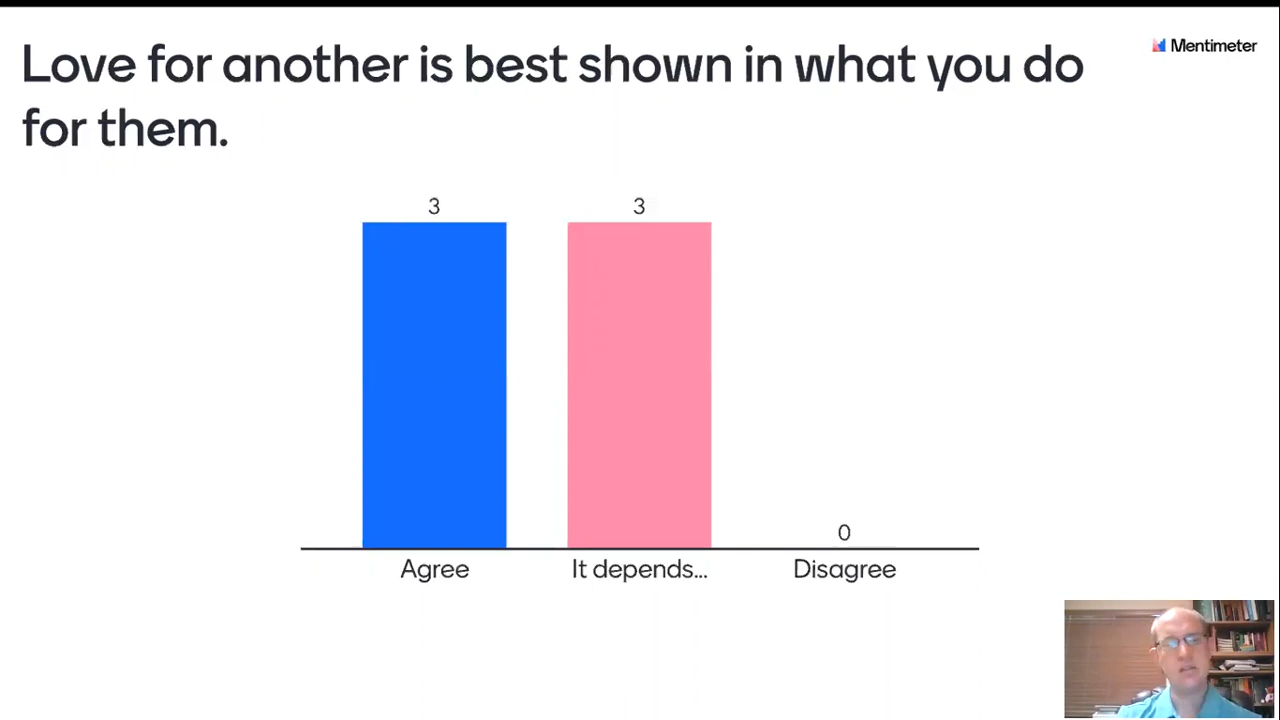 Love for another is best shown in what you do
for them.
Mentimeter
3
3
0
Agree
It depends...
Disagree